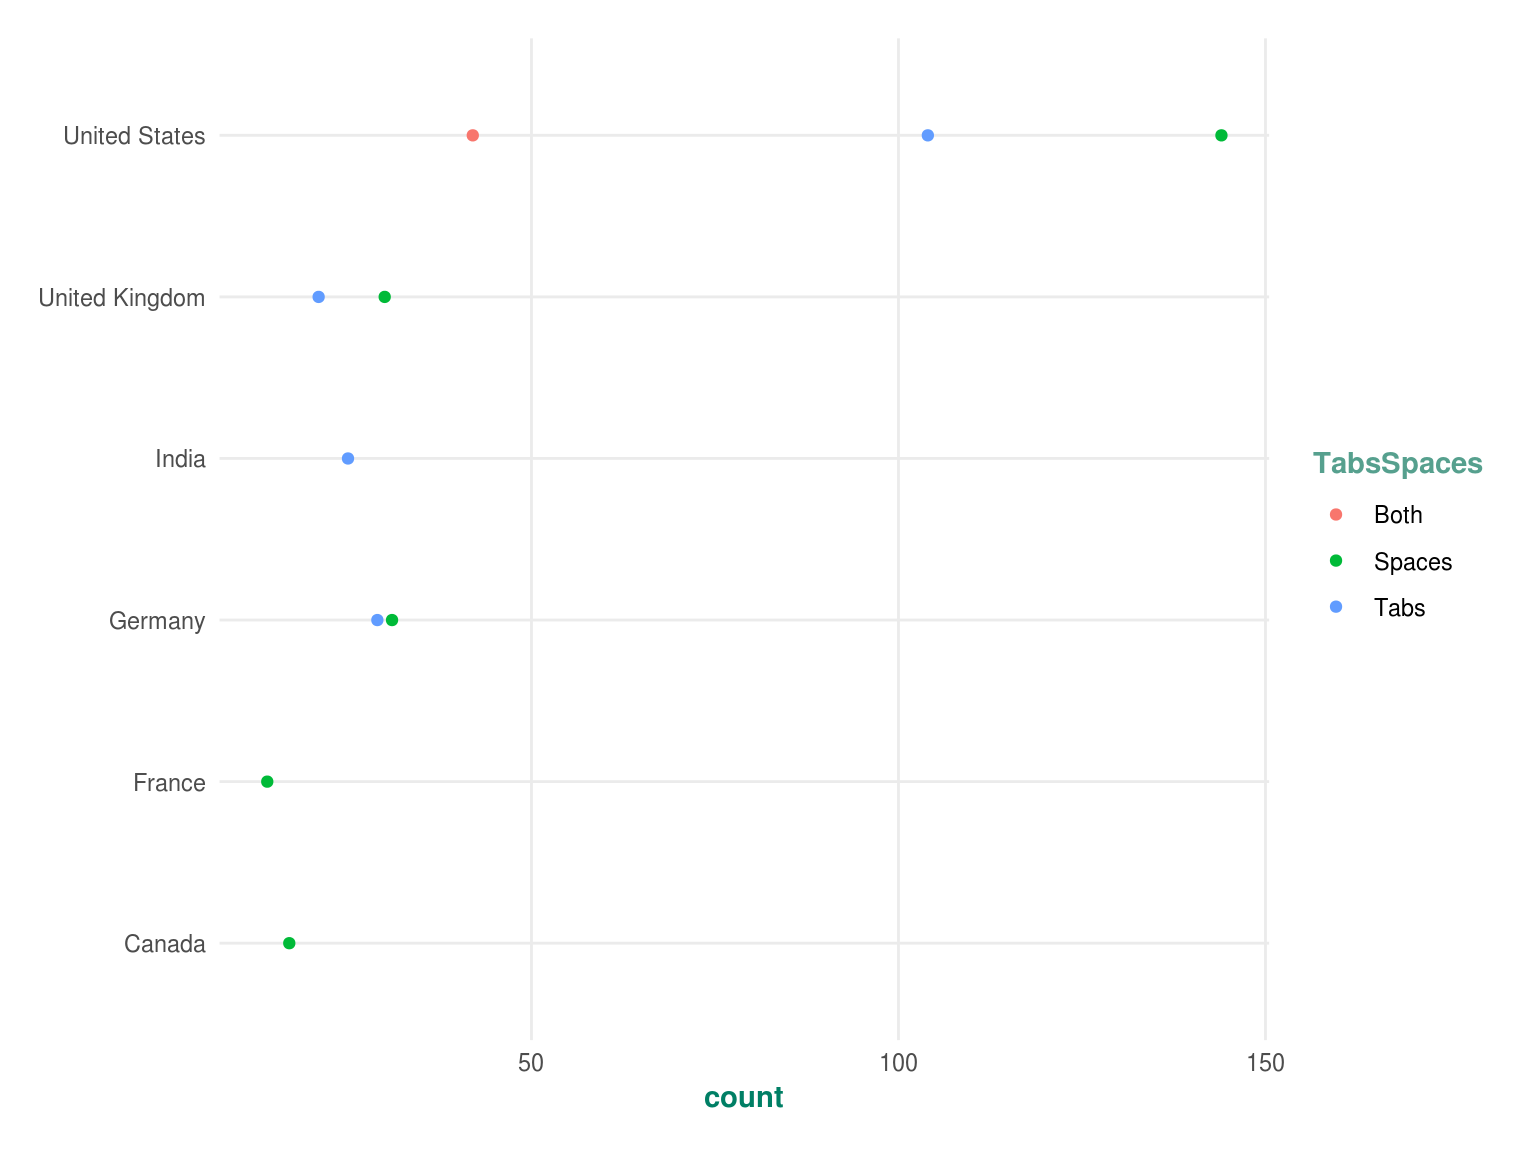 United States
United Kingdom
India
Germany
France
Canada
50 100 150
count
TabsSpaces
Both
Spaces
Tabs